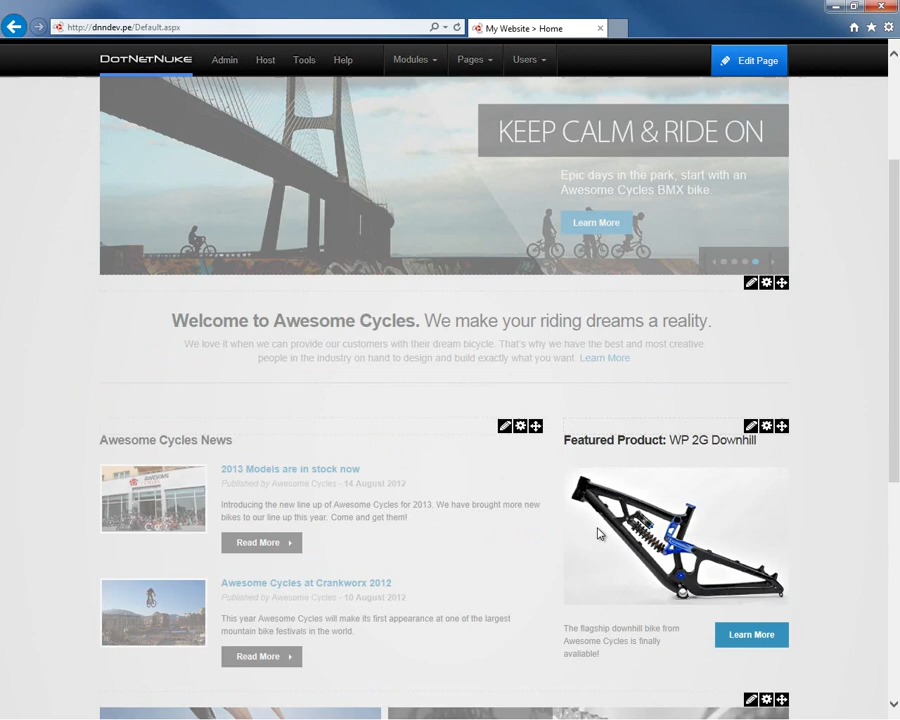 http://dnndev.pe/Default.aspx
My Website > Home
DOTNETNUKE Admin Host Tools Help Modules Pages Users Edit Page
KEEP CALM & RIDE ON
Epic days in the park, start with an
Awesome Cycles BMX bike.
Learn More
Welcome to Awesome Cycles. We make your riding dreams a reality.
We love it when we can provide our customers with their dream bicycle. That's why we have the best and most creative
people in the industry on hand to design and build exactly what you want. Learn More
Awesome Cycles News
2013 Models are in stock now
Published by Awesome Cycles - 14 August 2012
Introducing the new line up of Awesome Cycles for 2013. We have brought more new
bikes to our line up this year. Come and get them!
Read More
Awesome Cycles at Crankworx 2012
Published by Awesome Cycles - 10 August 2012
This year Awesome Cycles will make its first appearance at one of the largest
mountain bike festivals in the world.
Read More
Featured Product: WP 2G Downhill
The flagship downhill bike from
Awesome Cycles is finally
available!
Learn More